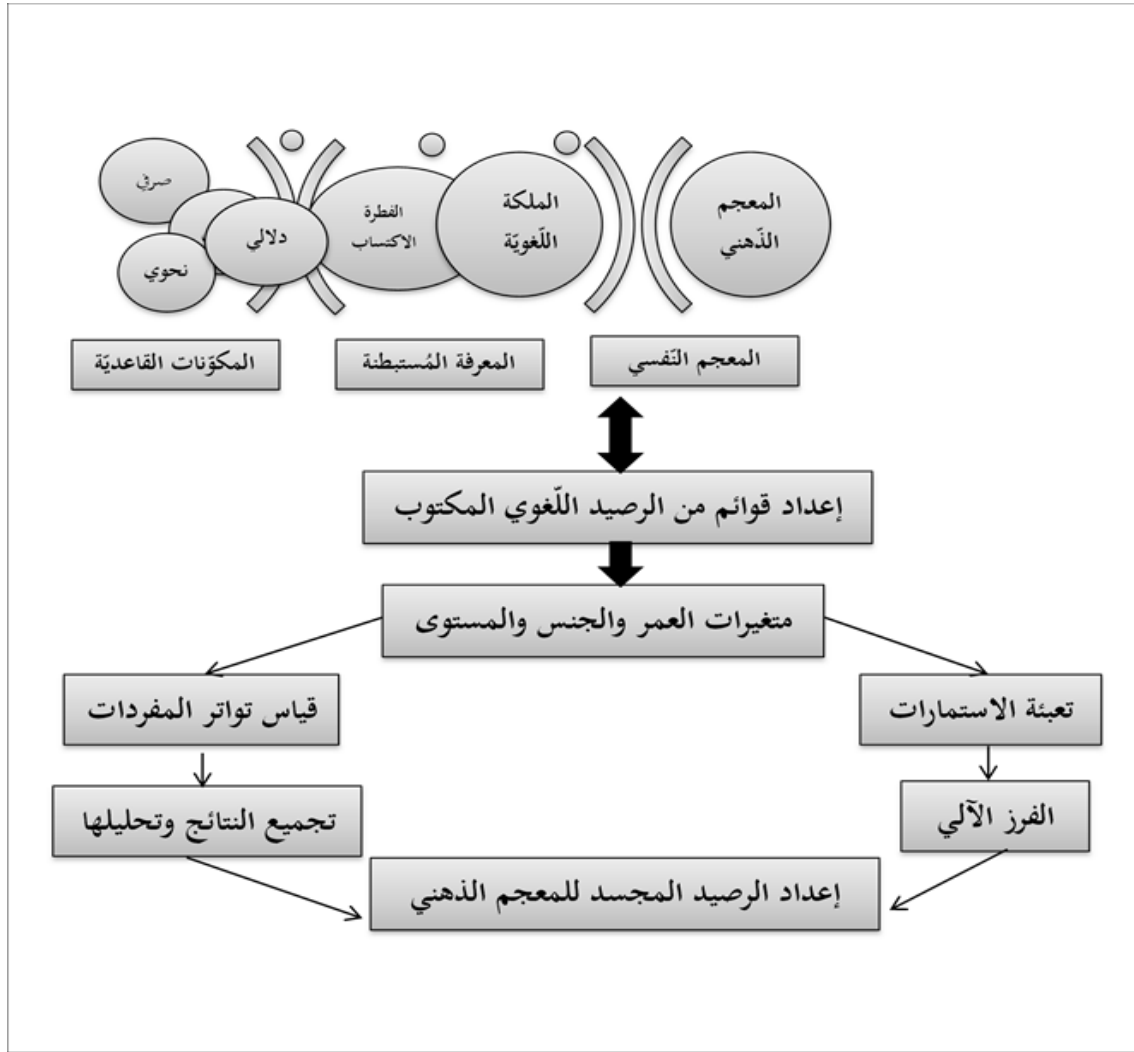 المعجم
الذّهني
الملكة
اللّغويّة
الفطرة
الاكتساب
دلالي
صرفي
نحوي
المعجم النّفسي
المعرفة المُستبطنة
المكوّنات القاعديّة
إعداد قوائم من الرصيد اللّغوي المكتوب
متغيرات العمر والجنس والمستوى
تعبئة الاستمارات
قياس تواتر المفردات
الفرز الآلي
تجميع النتائج وتحليلها
إعداد الرصيد المجسد للمعجم الذهني